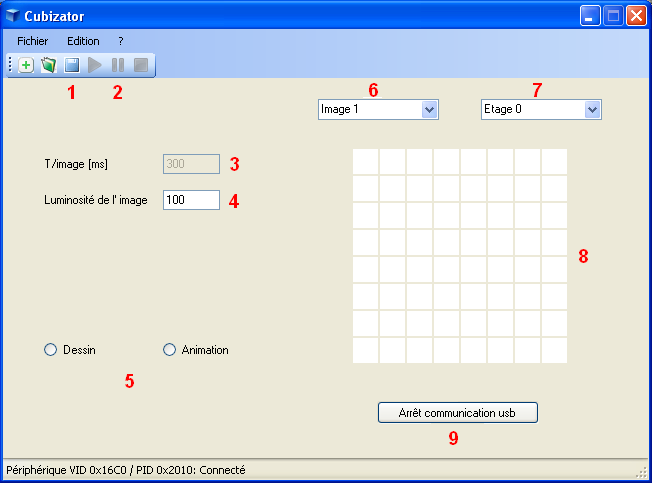 Cubizator
Fichier Edition ?
1 2 6 7
Image 1 Etage 0
T/image [ms] 300 3
Luminosité de l' image 100 4
8
Dessin Animation
5
Arrêt communication usb
9
Périphérique VID 0x16C0 / PID 0x2010: Connecté